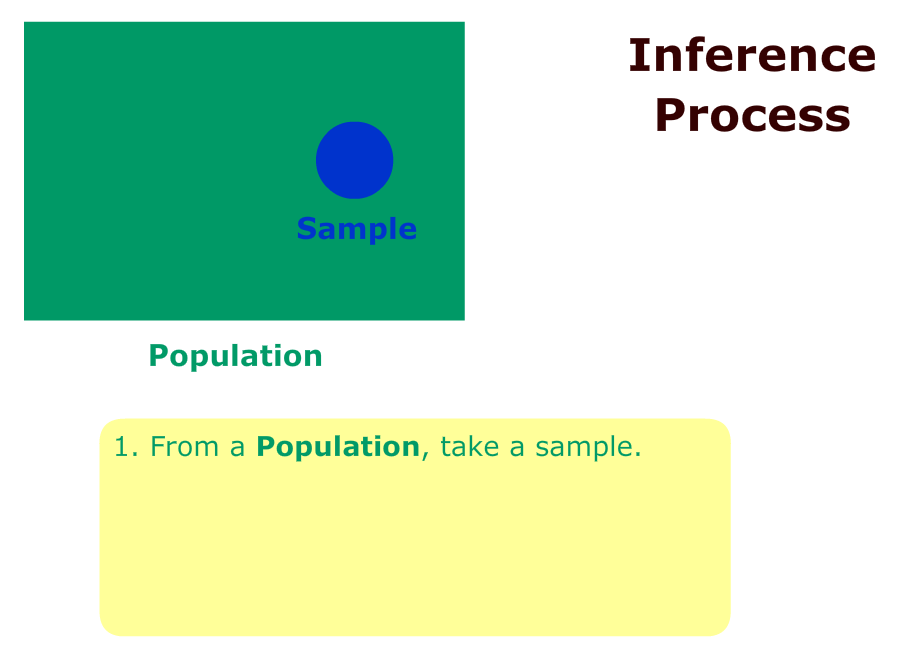 Inference
Process
Sample
Population
1. From a Population, take a sample.